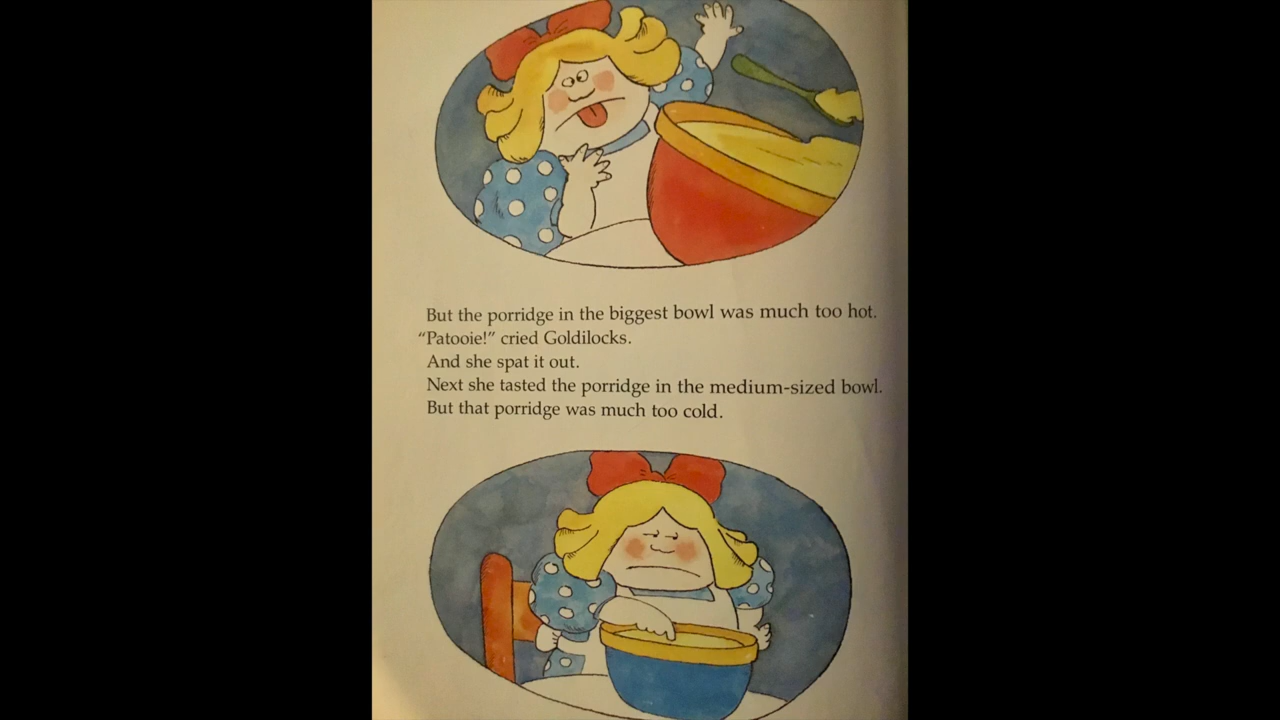 But the porridge in the biggest bowl was much too hot.
“Patooie!” cried Goldilocks.
And she spat it out.
Next she tasted the porridge in the medium-sized bowl.
But that porridge was much too cold.